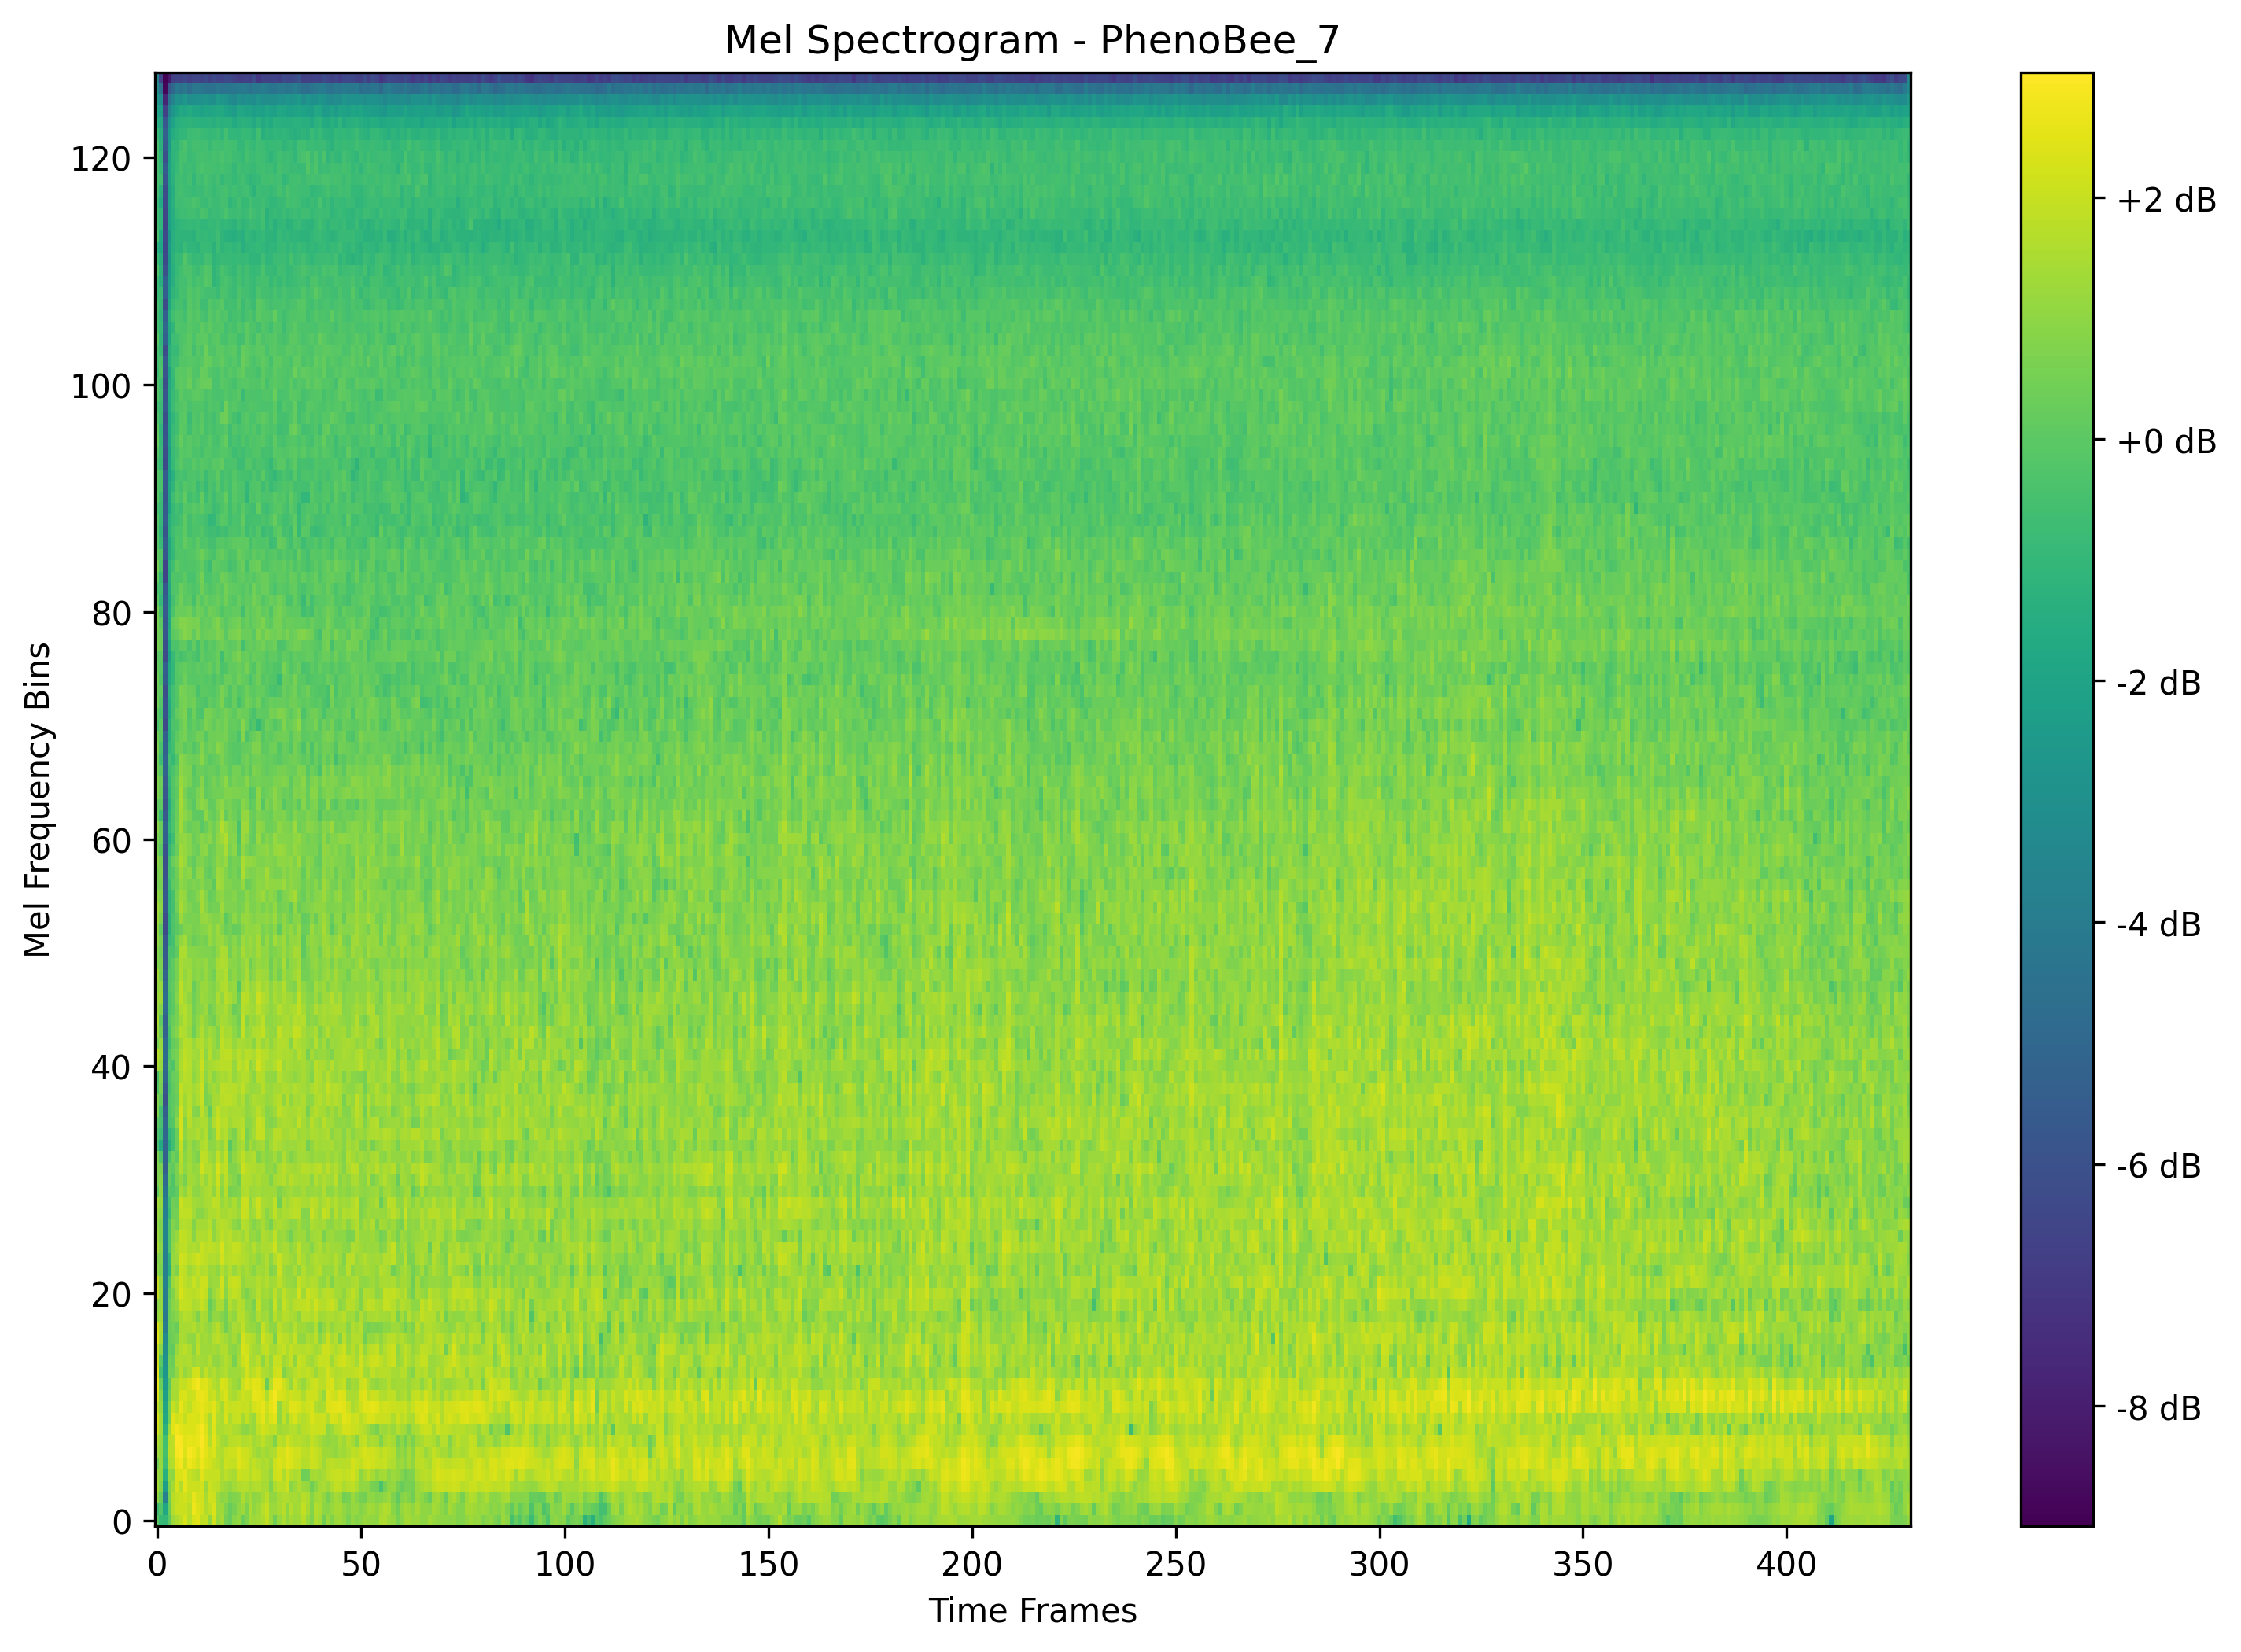 Mel Spectrogram - PhenoBee_7
Mel Frequency Bins
120
100
80
60
40
20
0
0 50 100 150 200 250 300 350 400
Time Frames
+2 dB
+0 dB
-2 dB
-4 dB
-6 dB
-8 dB